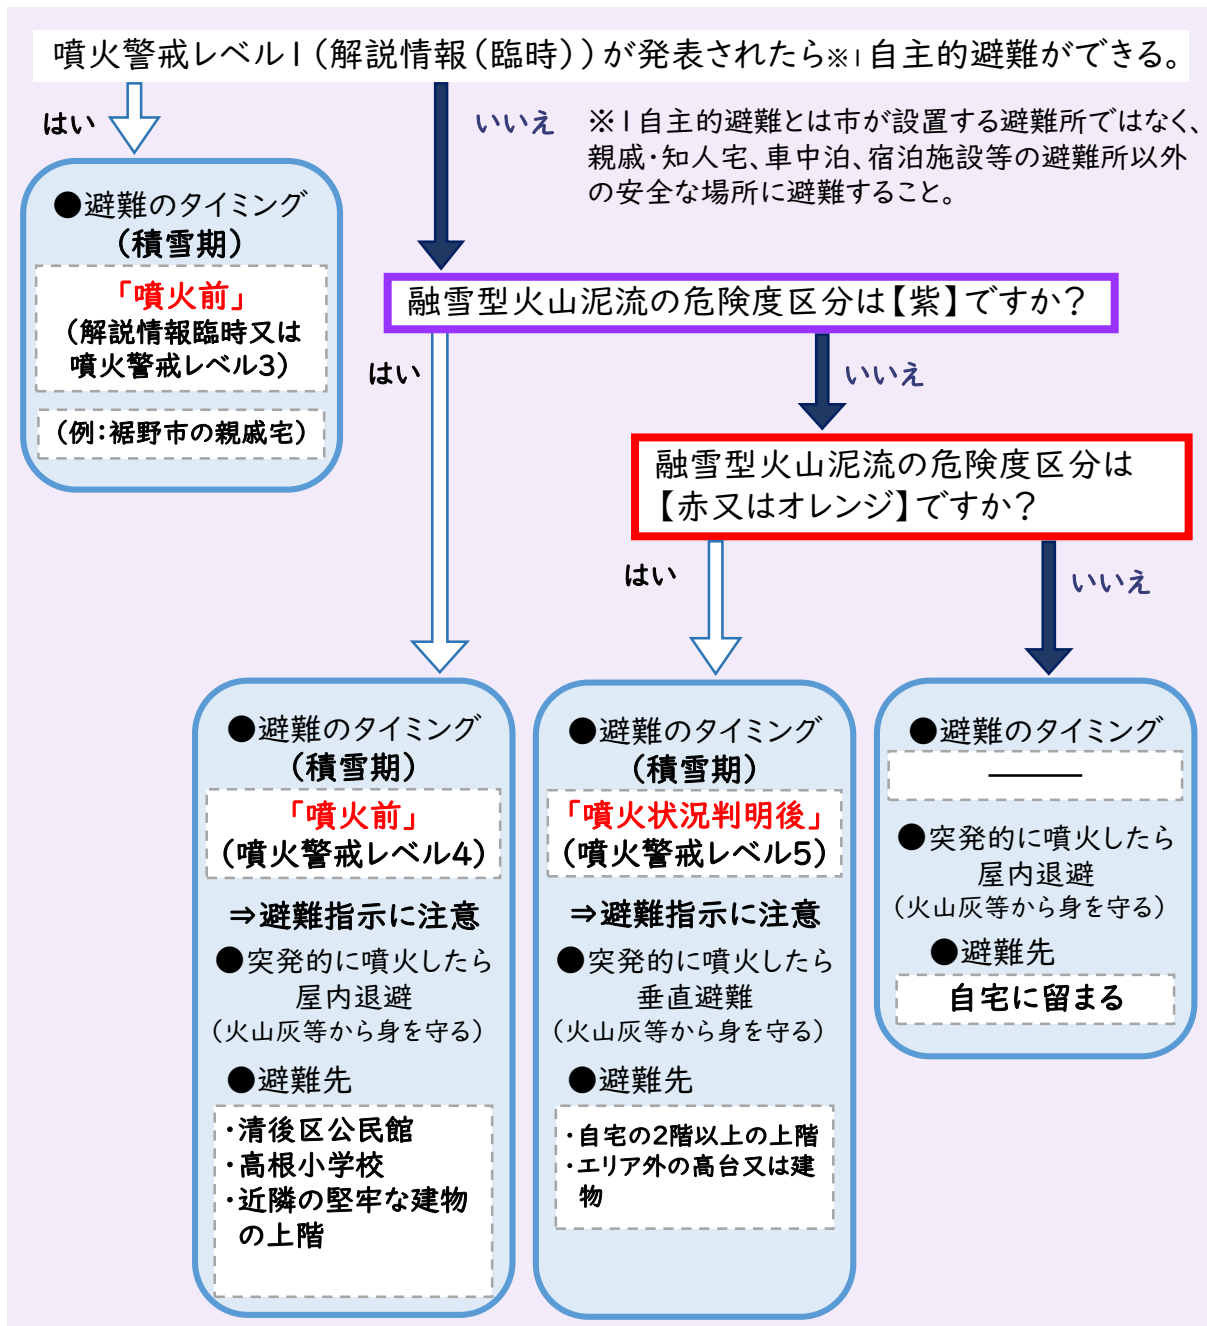 噴火警戒レベル1（解説情報（臨時））が発表されたら※1自主的避難ができる。
はい
いいえ
※1自主的避難とは市が設置する避難所ではなく、
親戚・知人宅、車中泊、宿泊施設等の避難所以外
の安全な場所に避難すること。
●避難のタイミング
（積雪期）
「噴火前」
（解説情報臨時又は
噴火警戒レベル3）
（例：裾野市の親戚宅）
融雪型火山泥流の危険度区分は【紫】ですか？
はい
いいえ
融雪型火山泥流の危険度区分は
【赤又はオレンジ】ですか？
はい
いいえ
●避難のタイミング
（積雪期）
「噴火前」
（噴火警戒レベル4）
⇒避難指示に注意
●突発的に噴火したら
屋内退避
（火山灰等から身を守る）
●避難先
・清後区公民館
・高根小学校
・近隣の堅牢な建物
の上階
●避難のタイミング
（積雪期）
「噴火状況判明後」
（噴火警戒レベル5）
⇒避難指示に注意
●突発的に噴火したら
垂直避難
（火山灰等から身を守る）
●避難先
・自宅の2階以上の上階
・エリア外の高台又は建
物
●避難のタイミング
―――
●突発的に噴火したら
屋内退避
（火山灰等から身を守る）
●避難先
自宅に留まる